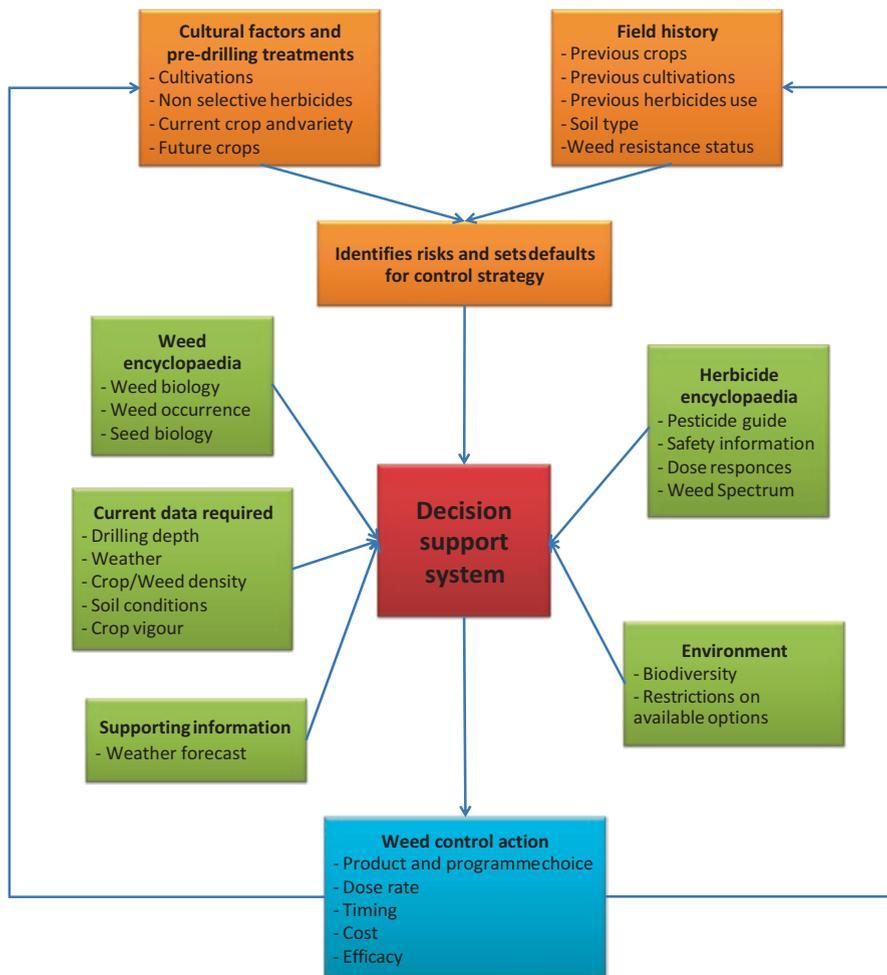 Cultural factors and
pre-drilling treatments
- Cultivations
- Non selective herbicides
- Current crop and variety
- Future crops
Field history
- Previous crops
- Previous cultivations
- Previous herbicides use
- Soil type
-Weed resistance status
Identifies risks and sets defaults
for control strategy
Weed
encyclopaedia
- Weed biology
- Weed occurrence
- Seed biology
Herbicide
encyclopaedia
- Pesticide guide
- Safety information
- Dose responces
- Weed Spectrum
Decision
support
system
Current data required
- Drilling depth
- Weather
- Crop/Weed density
- Soil conditions
- Crop vigour
Environment
- Biodiversity
- Restrictions on
available options
Supporting information
- Weather forecast
Weed control action
- Product and programme choice
- Dose rate
- Timing
- Cost
- Efficacy